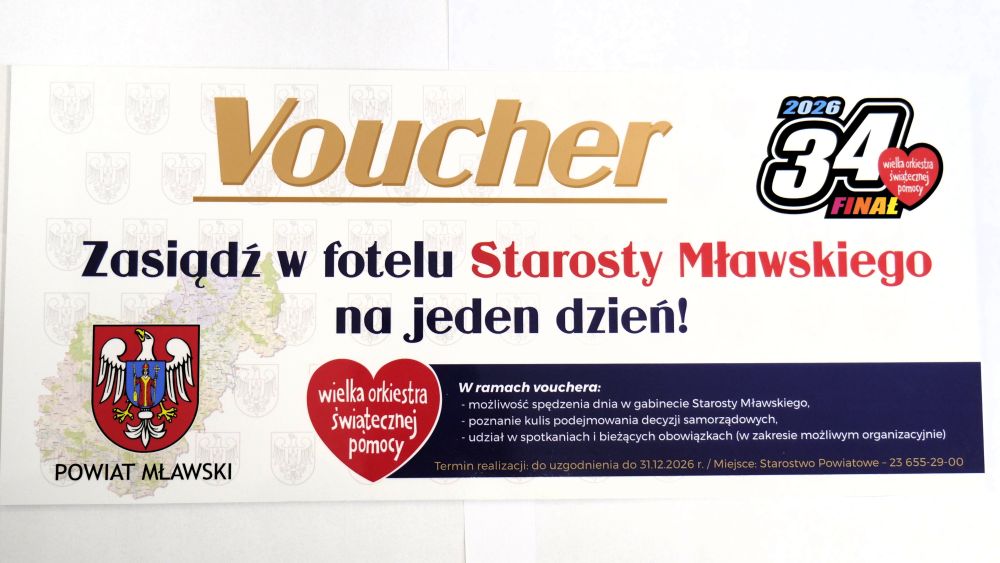 Voucher
2026
34
FINAŁ
wielka orkiestra
świątecznej
pomocy
Zasiądź w fotelu Starosty Mławskiego
na jeden dzień!
POWIAT MŁAWSKI
wielka orkiestra
świątecznej
pomocy
W ramach vouchera:
- możliwość spędzenia dnia w gabinecie Starosty Mławskiego,
- poznanie kulis podejmowania decyzji samorządowych,
- udział w spotkaniach i bieżących obowiązkach (w zakresie możliwym organizacyjnie)
Termin realizacji: do uzgodnienia do 31.12.2026 r. / Miejsce: Starostwo Powiatowe – 23 655-29-00